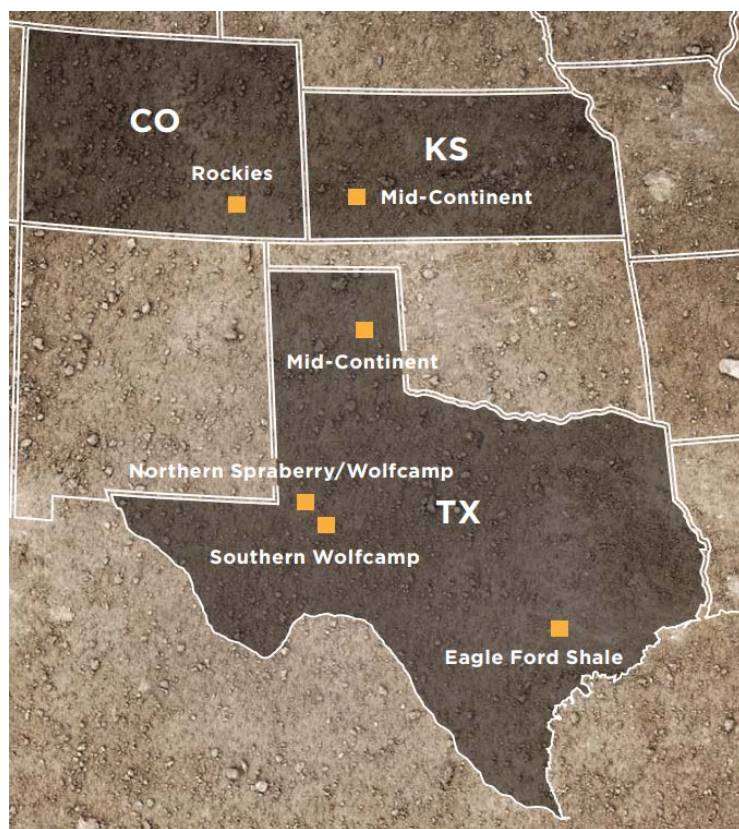 CO
Rockies
KS
Mid-Continent
Mid-Continent
Northern Spraberry/Wolfcamp
TX
Southern Wolfcamp
Eagle Ford Shale